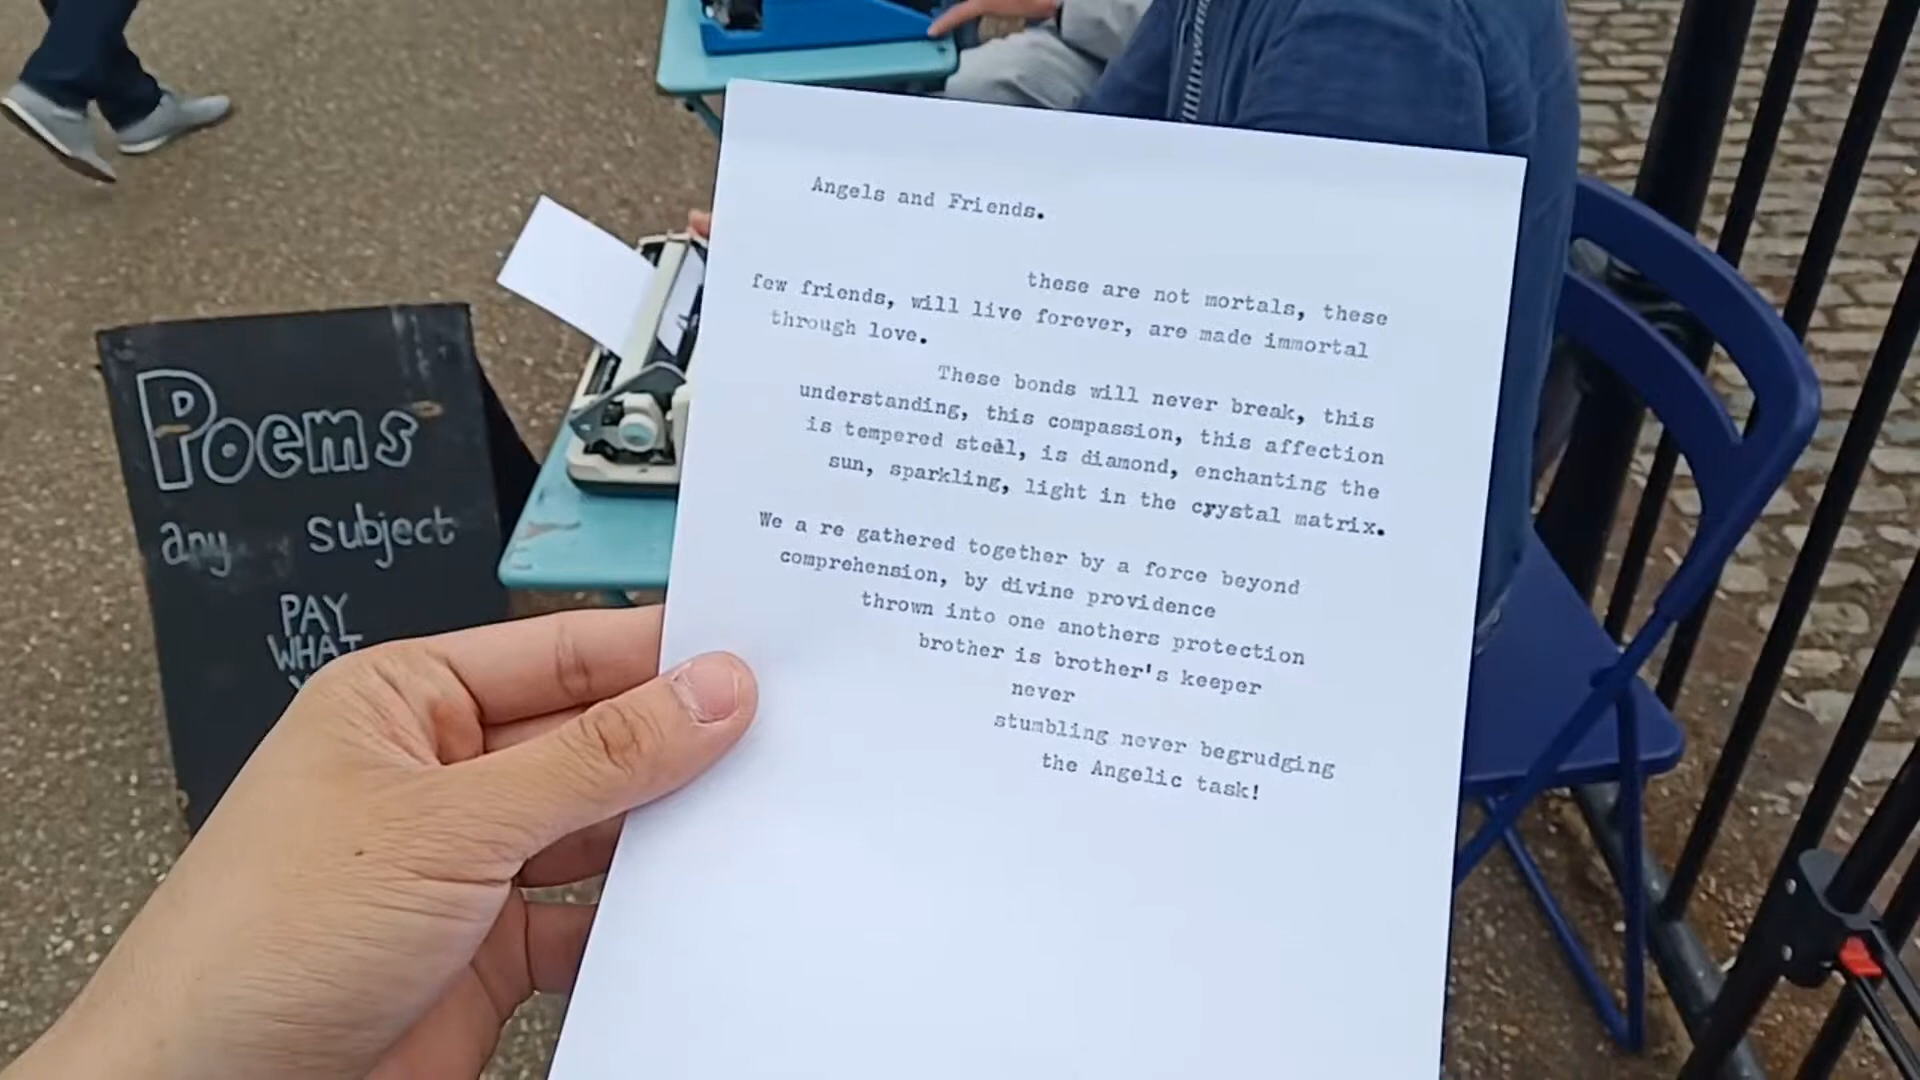 Poems
any subject
PAY
WHAT
Angels and Friends.
these are not mortals, these
few friends, will live forever, are made immortal
through love.
These bonds will never break, this
understanding, this compassion, this affection
is tempered steel, is diamond, enchanting the
sun, sparkling, light in the crystal matrix.
We a re gathered together by a force beyond
comprehension, by divine providence
thrown into one anothers protection
brother is brother's keeper
never
stumbling never begrudging
the Angelic task!